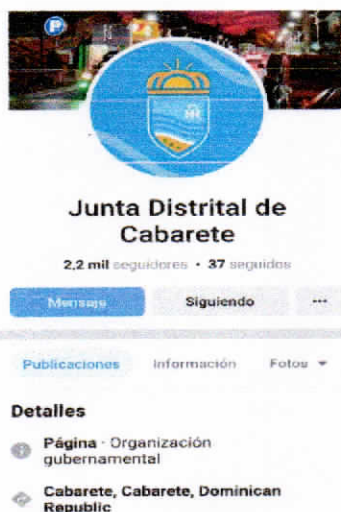 Junta Distrital de
Cabarete
2,2 mil seguidores • 37 seguidos
Mensaje Siguiendo ...
Publicaciones Información Fotos
Detalles
Página · Organización
gubernamental
Cabarete, Cabarete, Dominican
Republic